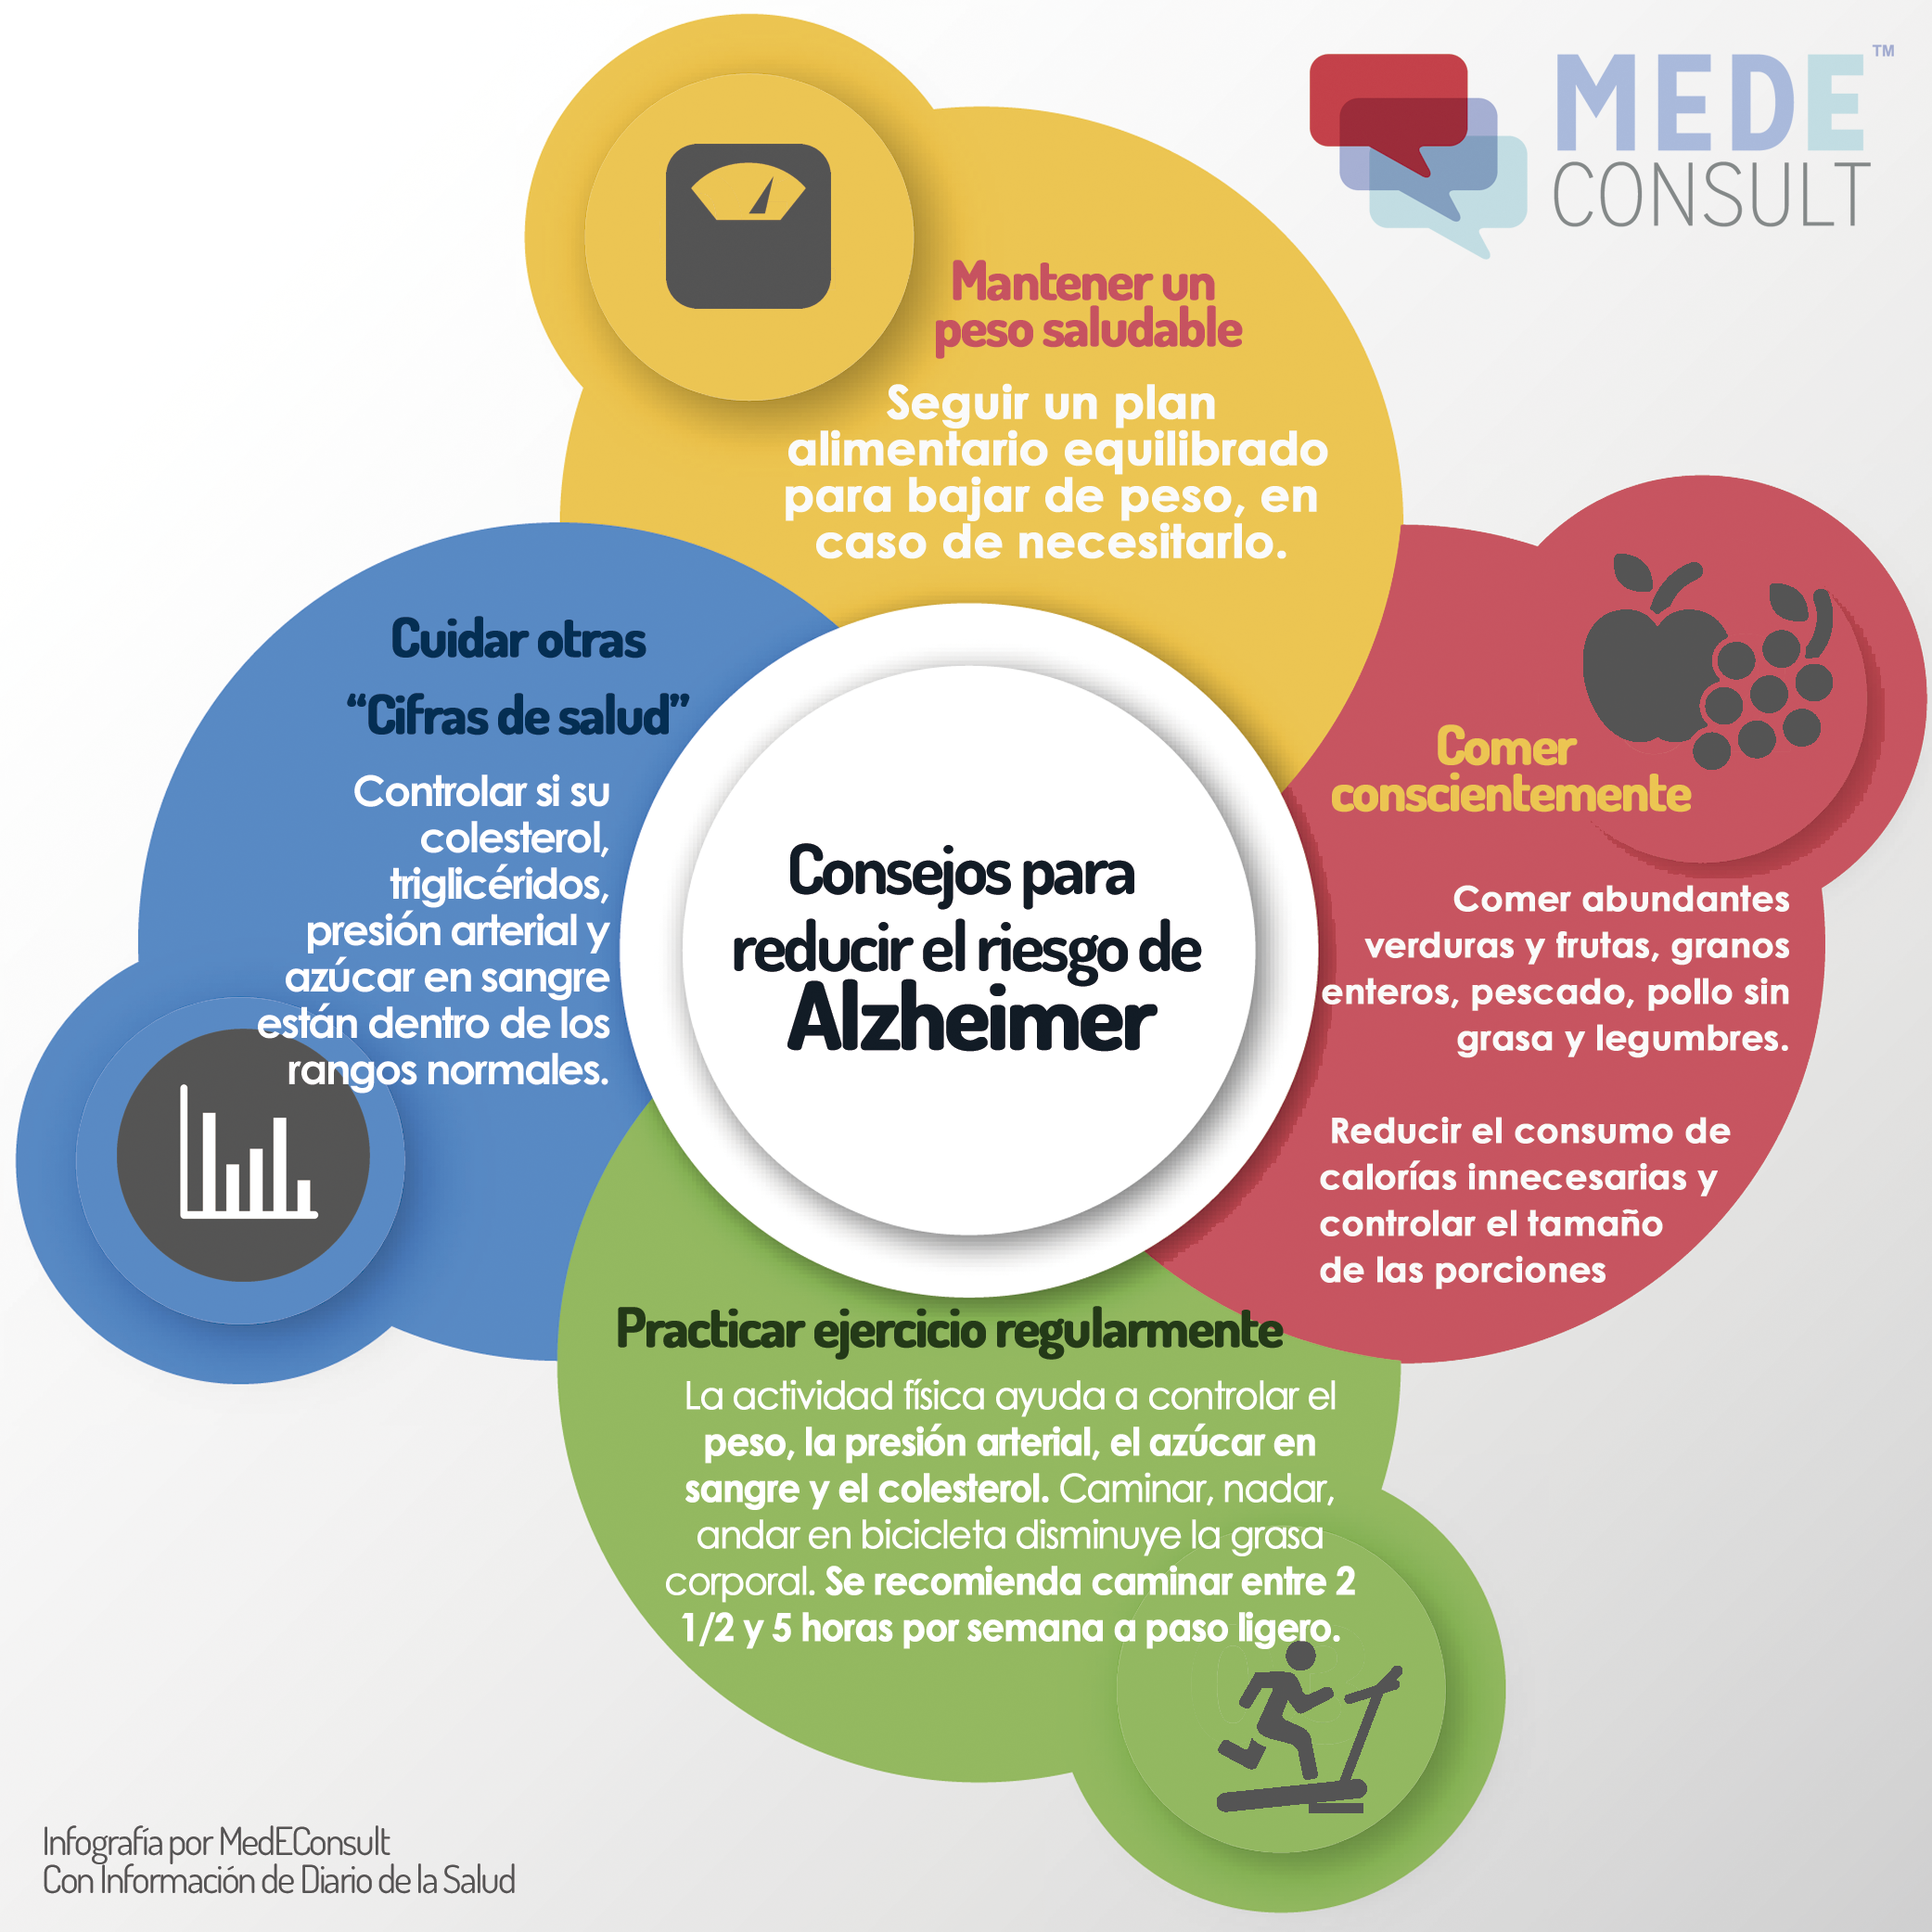 MEDE™
CONSULT
Mantener un
peso saludable
Seguir un plan
alimentario equilibrado
para bajar de peso, en
caso de necesitarlo.
Cuidar otras
“Cifras de salud”
Controlar si su
colesterol,
triglicéridos,
presión arterial y
azúcar en sangre
están dentro de los
rangos normales.
Consejos para
reducir el riesgo de
Alzheimer
Comer
conscientemente
Comer abundantes
verduras y frutas, granos
enteros, pescado, pollo sin
grasa y legumbres.
Reducir el consumo de
calorías innecesarias y
controlar el tamaño
de las porciones
Practicar ejercicio regularmente
La actividad física ayuda a controlar el
peso, la presión arterial, el azúcar en
sangre y el colesterol. Caminar, nadar,
andar en bicicleta disminuye la grasa
corporal. Se recomienda caminar entre 2
1/2 y 5 horas por semana a paso ligero.
Infografía por MedEConsult
Con Información de Diario de la Salud